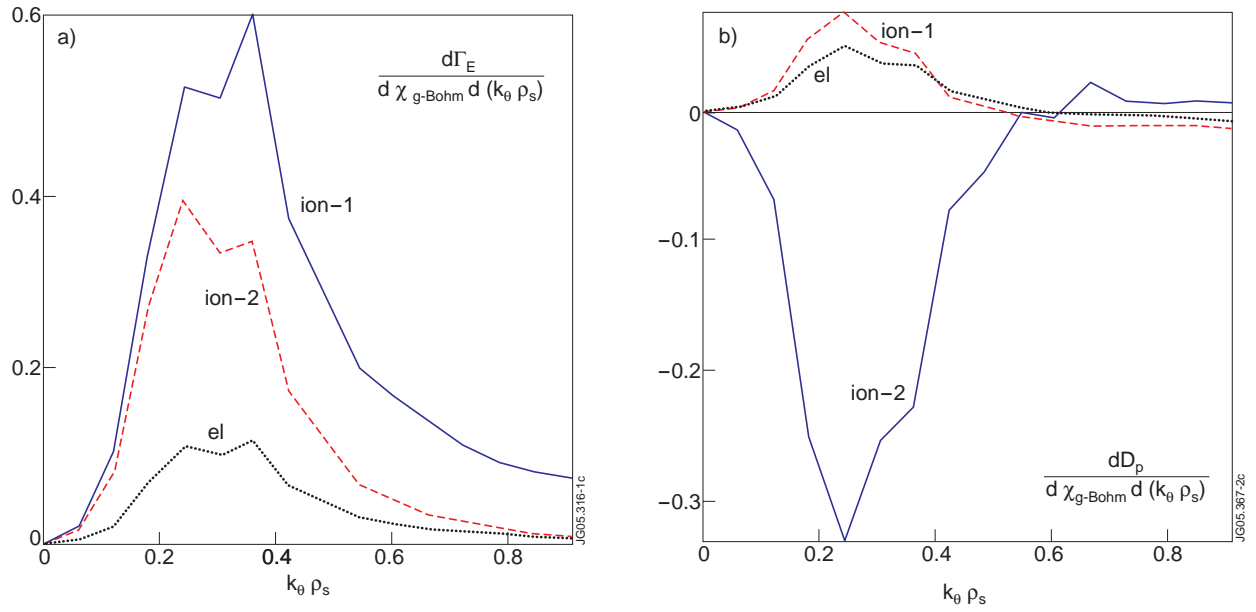 a)
dΓE
d χ g-Bohm d (kθ ρs)
0.6
0.4
0.2
0
ion−1
ion−2
el
0
0.2
0.4
0.6
0.8
kθ ρs
JG05.316-1c
b)
ion−1
el
ion−2
0
−0.1
−0.2
−0.3
dDp
d χg-Bohm d (kθ ρs)
0
0.2
0.4
0.6
0.8
kθ ρs
JG05.367-2c